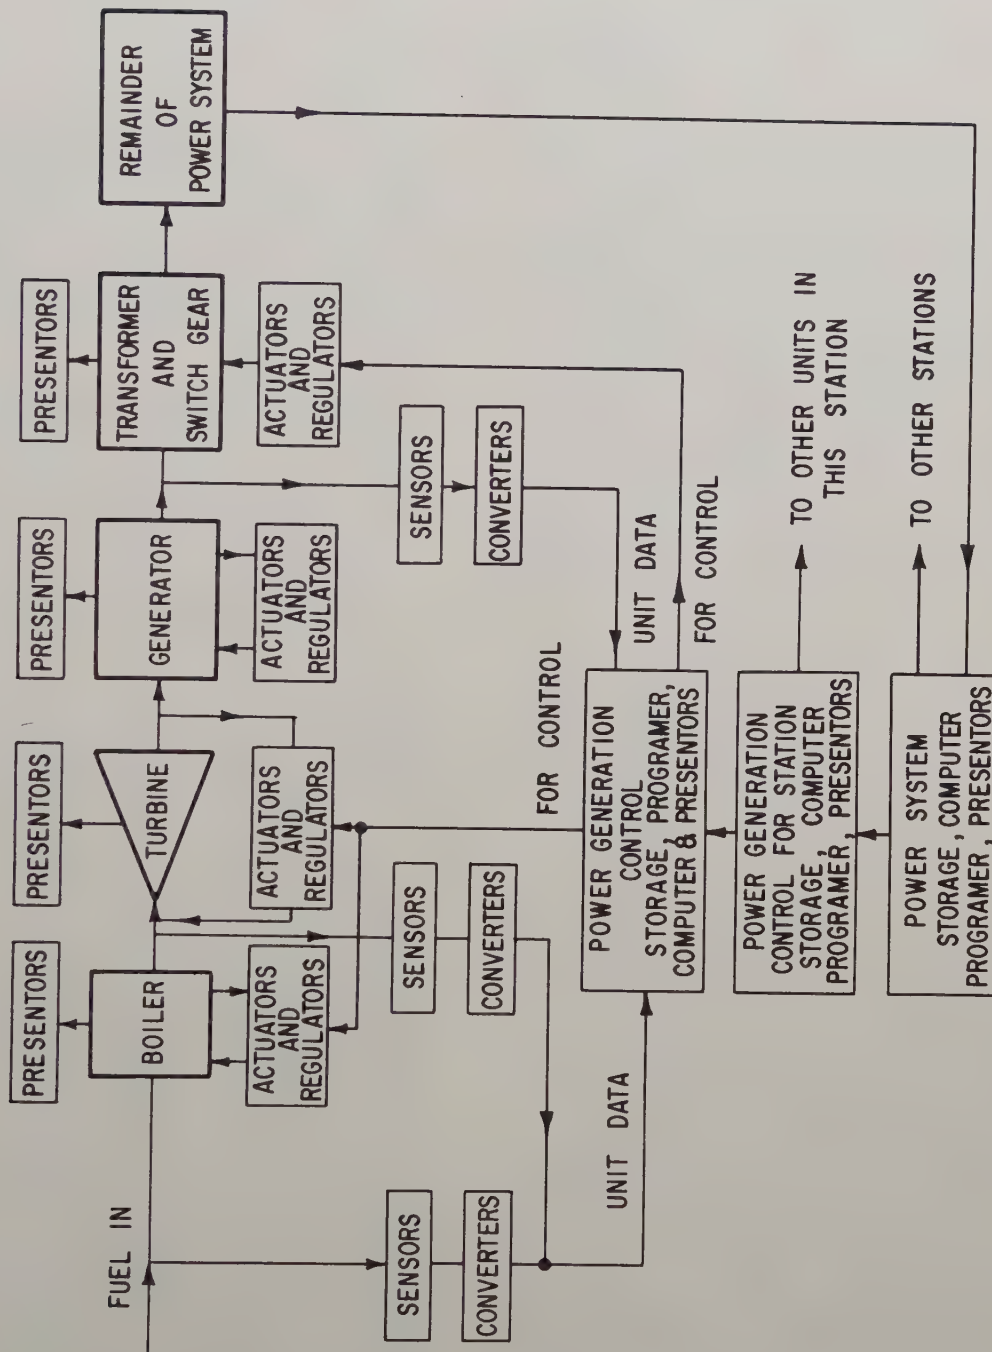 PRESENTORS
PRESENTORS
PRESENTORS
PRESENTORS
FUEL IN
BOILER
TURBINE
GENERATOR
TRANSFORMER
AND
SWITCH GEAR
REMAINDER
OF
POWER SYSTEM
ACTUATORS
AND
REGULATORS
ACTUATORS
AND
REGULATORS
ACTUATORS
AND
REGULATORS
ACTUATORS
AND
REGULATORS
SENSORS
SENSORS
SENSORS
CONVERTERS
CONVERTERS
CONVERTERS
FOR CONTROL
UNIT DATA
UNIT DATA
FOR CONTROL
POWER GENERATION
CONTROL
STORAGE, PROGRAMER,
COMPUTER & PRESENTORS
POWER GENERATION
CONTROL FOR STATION
STORAGE, COMPUTER
PROGRAMER, PRESENTORS
TO OTHER UNITS IN
THIS STATION
POWER SYSTEM
STORAGE, COMPUTER
PROGRAMER, PRESENTORS
TO OTHER STATIONS